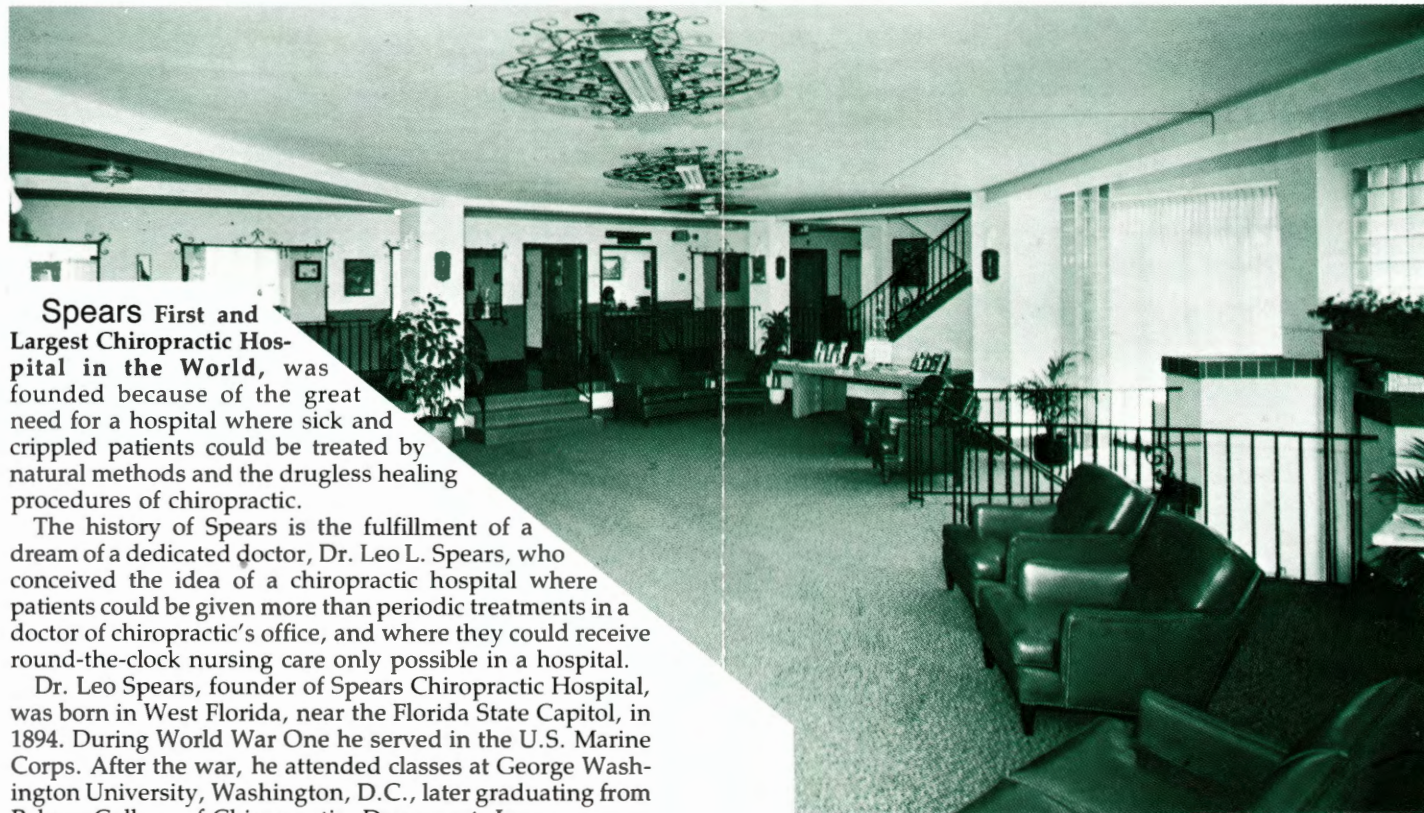 Spears First and
Largest Chiropractic Hos-
pital in the World, was
founded because of the great
need for a hospital where sick and
crippled patients could be treated by
natural methods and the drugless healing
procedures of chiropractic.
The history of Spears is the fulfillment of a
dream of a dedicated doctor, Dr. Leo L. Spears, who
conceived the idea of a chiropractic hospital where
patients could be given more than periodic treatments in a
doctor of chiropractic's office, and where they could receive
round-the-clock nursing care only possible in a hospital.
Dr. Leo Spears, founder of Spears Chiropractic Hospital,
was born in West Florida, near the Florida State Capitol, in
1894. During World War One he served in the U.S. Marine
Corps. After the war, he attended classes at George Wash-
ington University, Washington, D.C., later graduating from
Palmer College of Chiropractic, Davenport, Iowa.